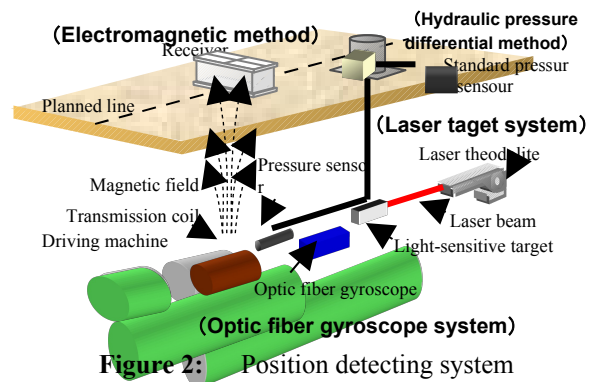 (Electromagnetic method)
(Hydraulic pressure
differential method)
Receiver
Standard pressur
sensour
Planned line
(Laser taget system)
Laser theodolite
Pressure senso
r
Magnetic field
Transmission coil
Driving machine
Laser beam
Light-sensitive target
Optic fiber gyroscope
(Optic fiber gyroscope system)
Figure 2: Position detecting system